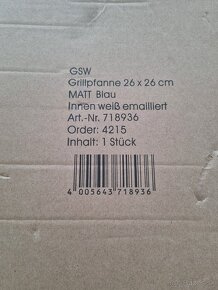 GSW
Grillpfanne 26 x 26 cm
MATT Blau
Innen weiß emailliert
Art.-Nr. 718936
Order: 4215
Inhalt: 1 Stück
4 005643 718936